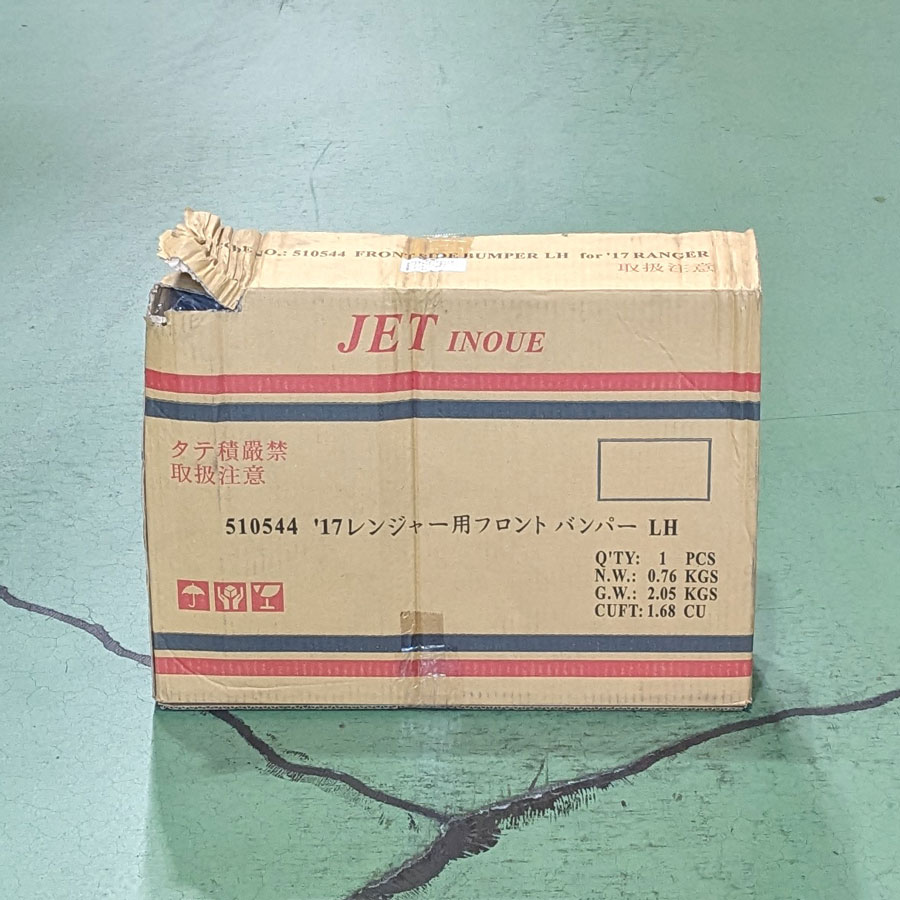 NO.: 510544 FRONT SIDE BUMPER LH for '17 RANGER
取扱注意
JET INOUE
タテ積嚴禁
取扱注意
510544 '17レンジャー用フロント バンパー LH
Q'TY: 1 PCS
N.W.: 0.76 KGS
G.W.: 2.05 KGS
CUFT: 1.68 CU